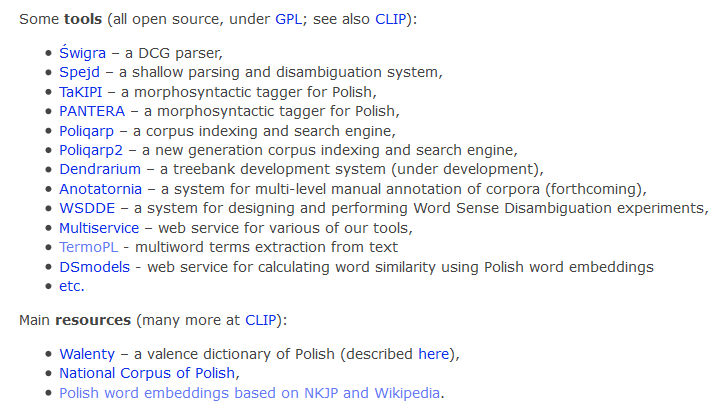 Some tools (all open source, under GPL; see also CLIP):
• Świgra – a DCG parser,
• Spejd – a shallow parsing and disambiguation system,
• TaKIPI – a morphosyntactic tagger for Polish,
• PANTERA – a morphosyntactic tagger for Polish,
• Poliqarp – a corpus indexing and search engine,
• Poliqarp2 – a new generation corpus indexing and search engine,
• Dendrarium – a treebank development system (under development),
• Anotatornia – a system for multi-level manual annotation of corpora (forthcoming),
• WSDDE – a system for designing and performing Word Sense Disambiguation experiments,
• Multiservice – web service for various of our tools,
• TermoPL - multiword terms extraction from text
• DSmodels - web service for calculating word similarity using Polish word embeddings
• etc.
Main resources (many more at CLIP):
• Walenty – a valence dictionary of Polish (described here),
• National Corpus of Polish,
• Polish word embeddings based on NKJP and Wikipedia.